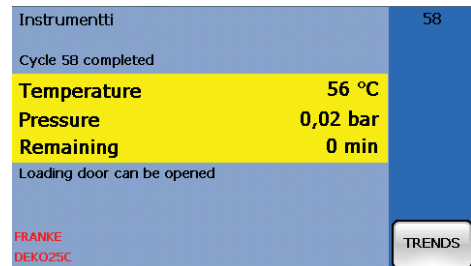 Instrumentti 58
Cycle 58 completed
Temperature 56 °C
Pressure 0,02 bar
Remaining 0 min
Loading door can be opened
FRANKE
DEKO25C
TRENDS